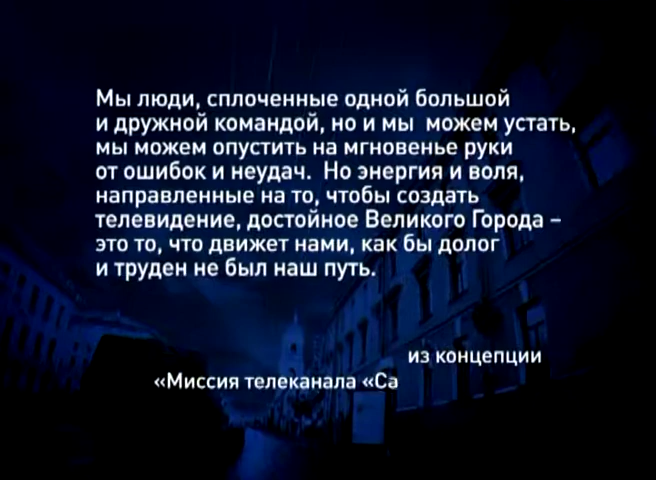 Мы люди, сплоченные одной большой
и дружной командой, но и мы можем устать,
мы можем опустить на мгновенье руки
от ошибок и неудач. Но энергия и воля,
направленные на то, чтобы создать
телевидение, достойное Великого Города –
это то, что движет нами, как бы долог
и труден не был наш путь.
из концепции
«Миссия телеканала «Са